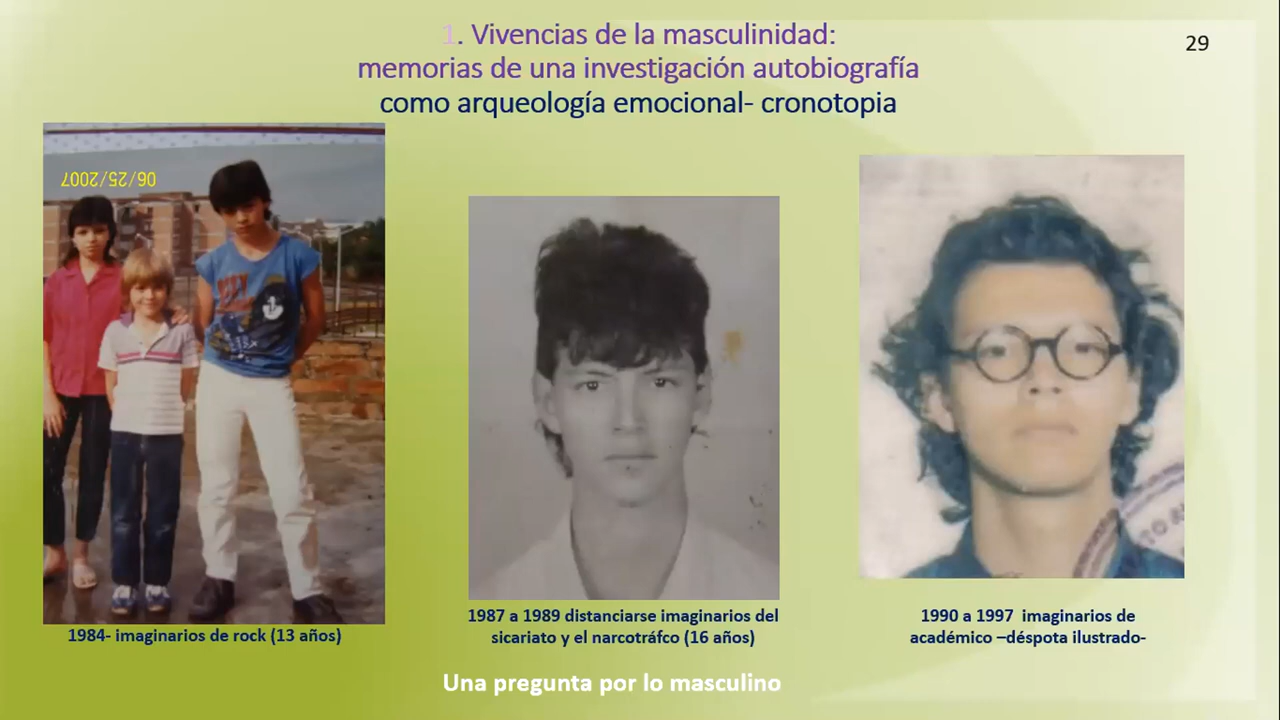 1. Vivencias de la masculinidad:
memorias de una investigación autobiografía
como arqueología emocional- cronotopia
29
06/25/2007
1984- imaginarios de rock (13 años)
1987 a 1989 distanciarse imaginarios del
sicariato y el narcotráfco (16 años)
1990 a 1997 imaginarios de
académico –déspota ilustrado-
Una pregunta por lo masculino